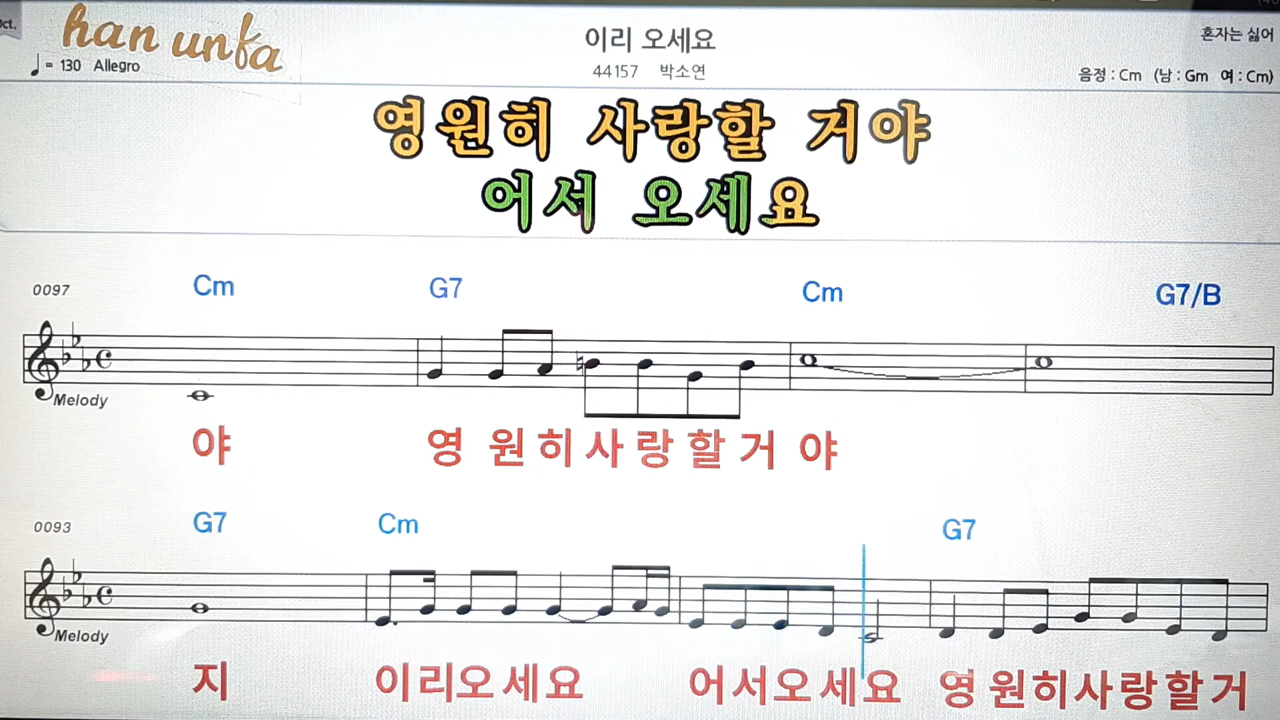 han unfa
♩= 130 Allegro
이리 오세요
44157 박소연
혼자는 싫어
음정 : Cm (남 : Gm 여 : Cm)
영원히 사랑할 거야
어서 오세요
0097
Cm G7 Cm G7/B
Melody
야 영 원 히 사 랑 할 거 야
0093
G7 Cm G7
Melody
지 이리오세요 어서오세요 영원히사랑할거